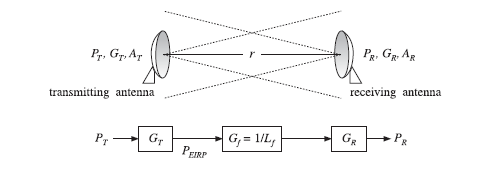 P_T, G_T, A_T
r
P_R, G_R, A_R
transmitting antenna
receiving antenna
P_T
G_T
P_EIRP
G_f = 1/L_f
G_R
P_R